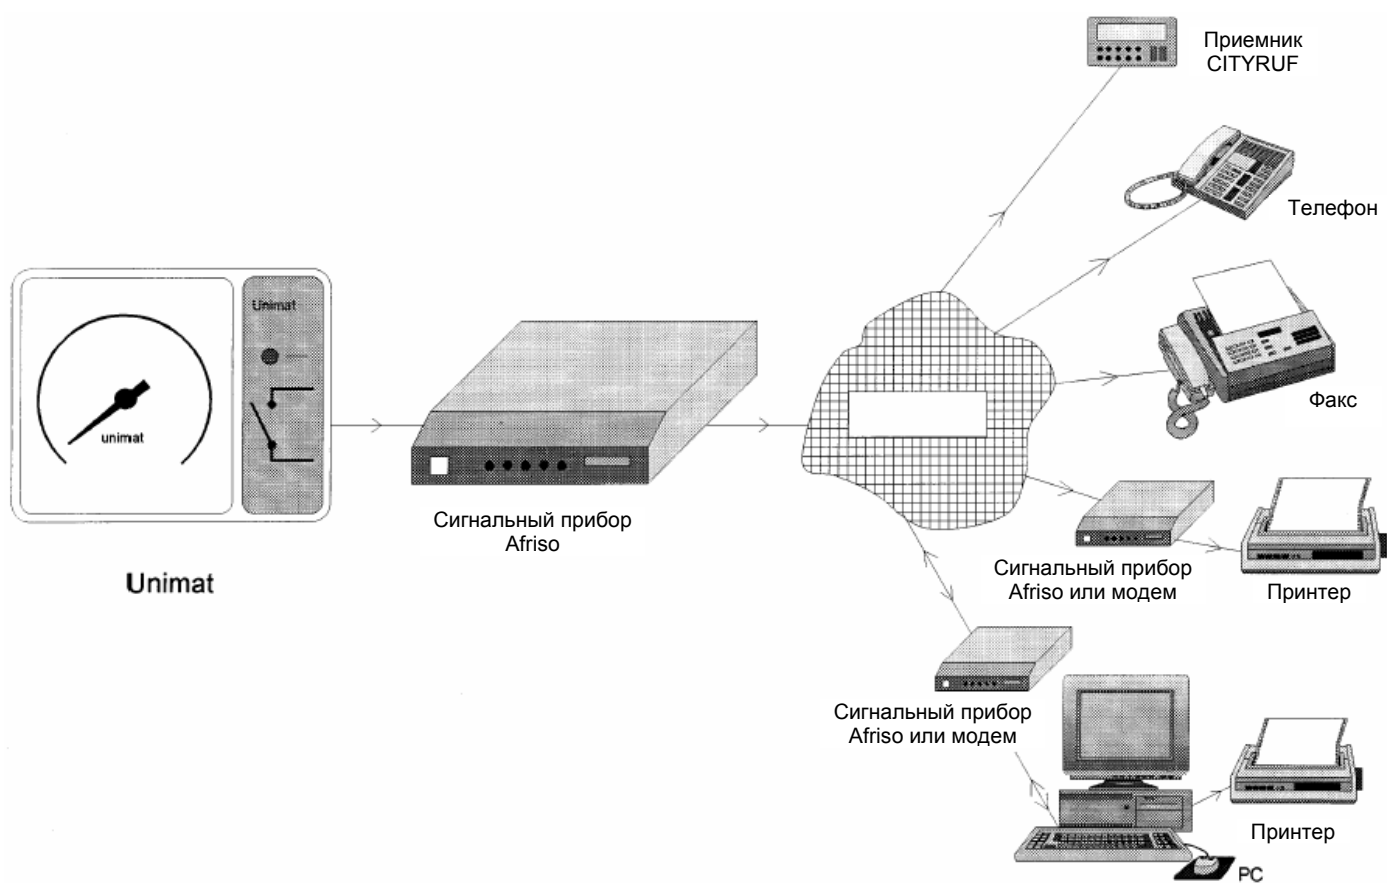 Приемник
CITYRUF
Телефон
Unimat
unimat
Факс
Сигнальный прибор
Afriso
Unimat
Сигнальный прибор
Afriso или модем
Принтер
Сигнальный прибор
Afriso или модем
Принтер
PC